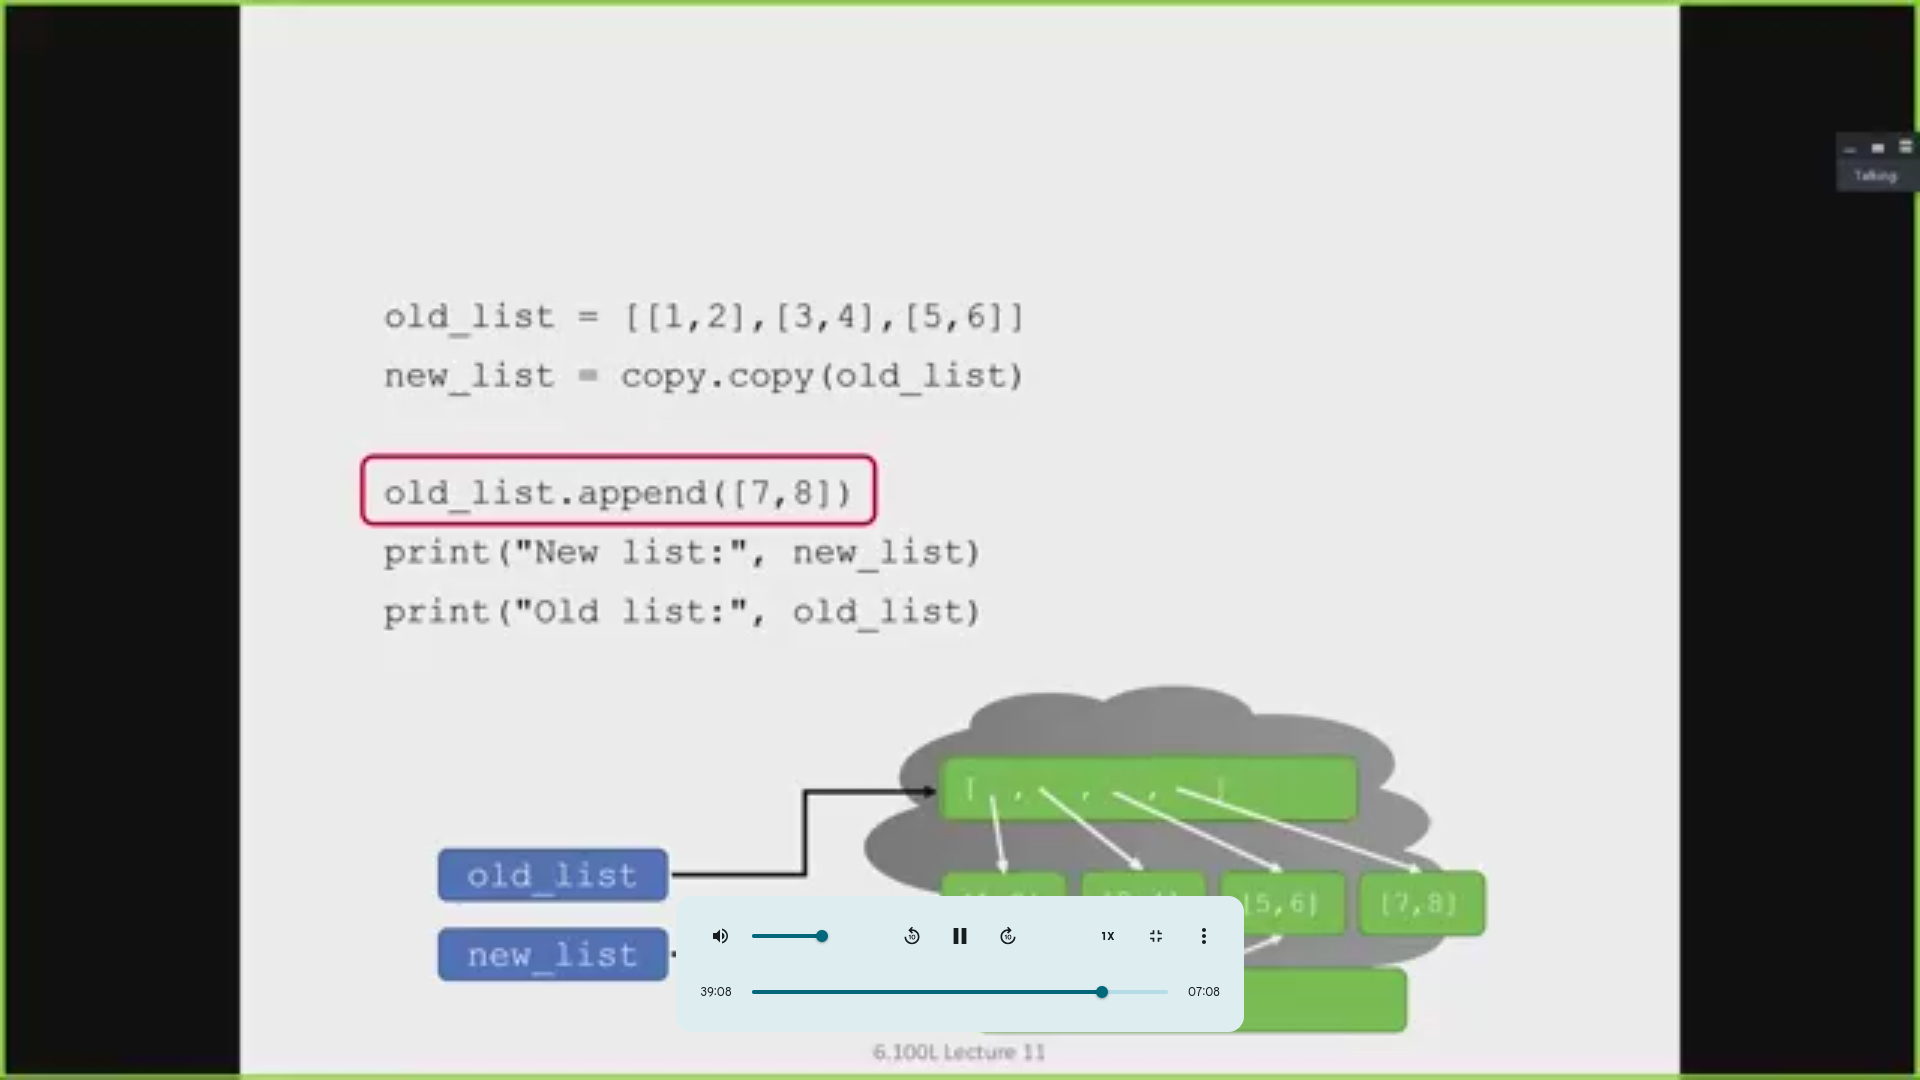 Talking:
old_list = [[1,2],[3,4],[5,6]]
new_list = copy.copy(old_list)
old_list.append([7,8])
print("New list:", new_list)
print("Old list:", old_list)
[ , , , ]
old_list
[5,6] [7,8]
new_list
10 10 1X
39:08 07:08
6.100L Lecture 11